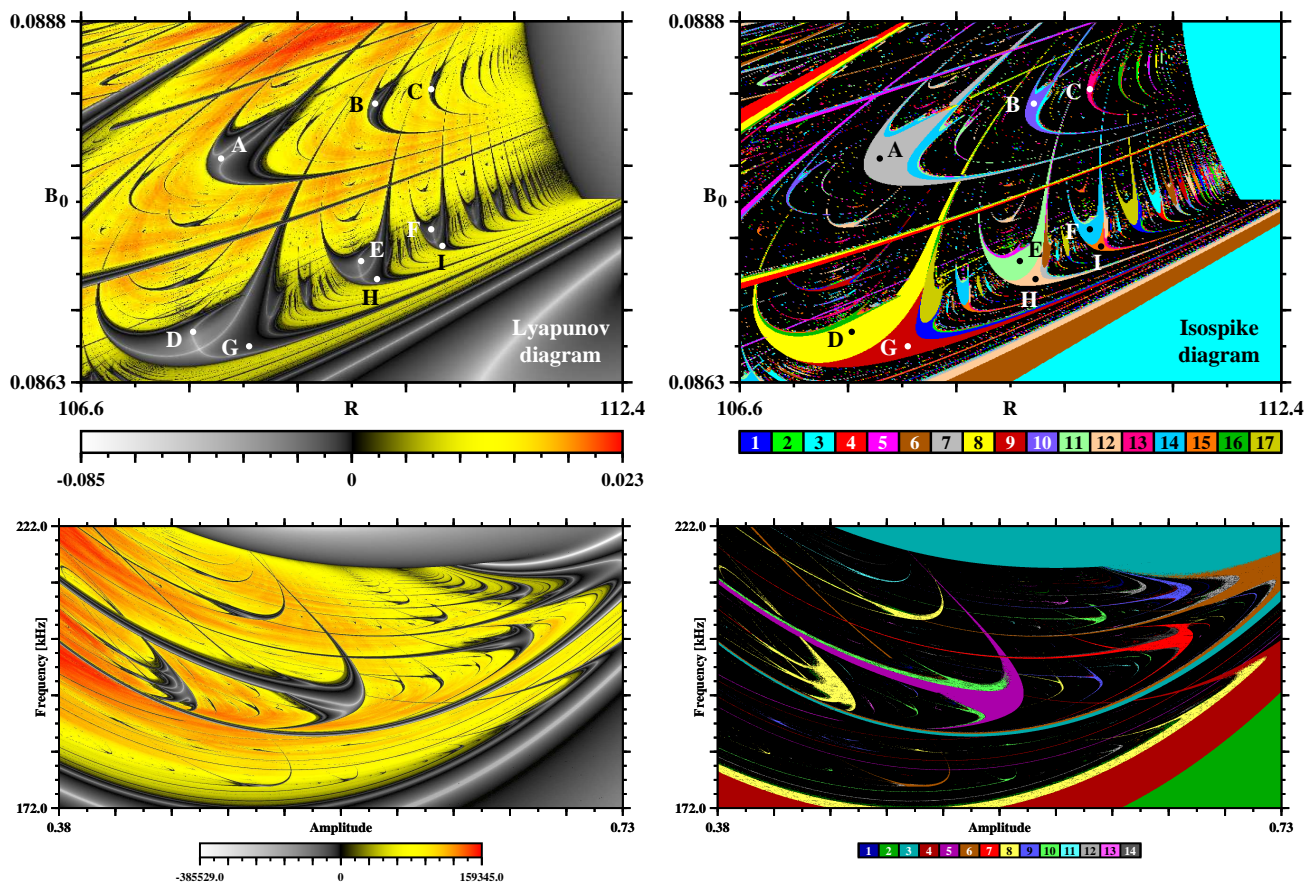 0.0888
B C
A
B0
F
E I
H
D G
Lyapunov
diagram
0.0863
106.6 R 112.4
-0.085 0 0.023
B C
A
F
E I
H
D G
Isospike
diagram
106.6 R 112.4
1 2 3 4 5 6 7 8 9 10 11 12 13 14 15 16 17
0.0888
B0
0.0863
222.0
Frequency [kHz]
172.0
0.38 Amplitude 0.73
-385529.0 0 159345.0
222.0
Frequency [kHz]
172.0
0.38 Amplitude 0.73
1 2 3 4 5 6 7 8 9 10 11 12 13 14